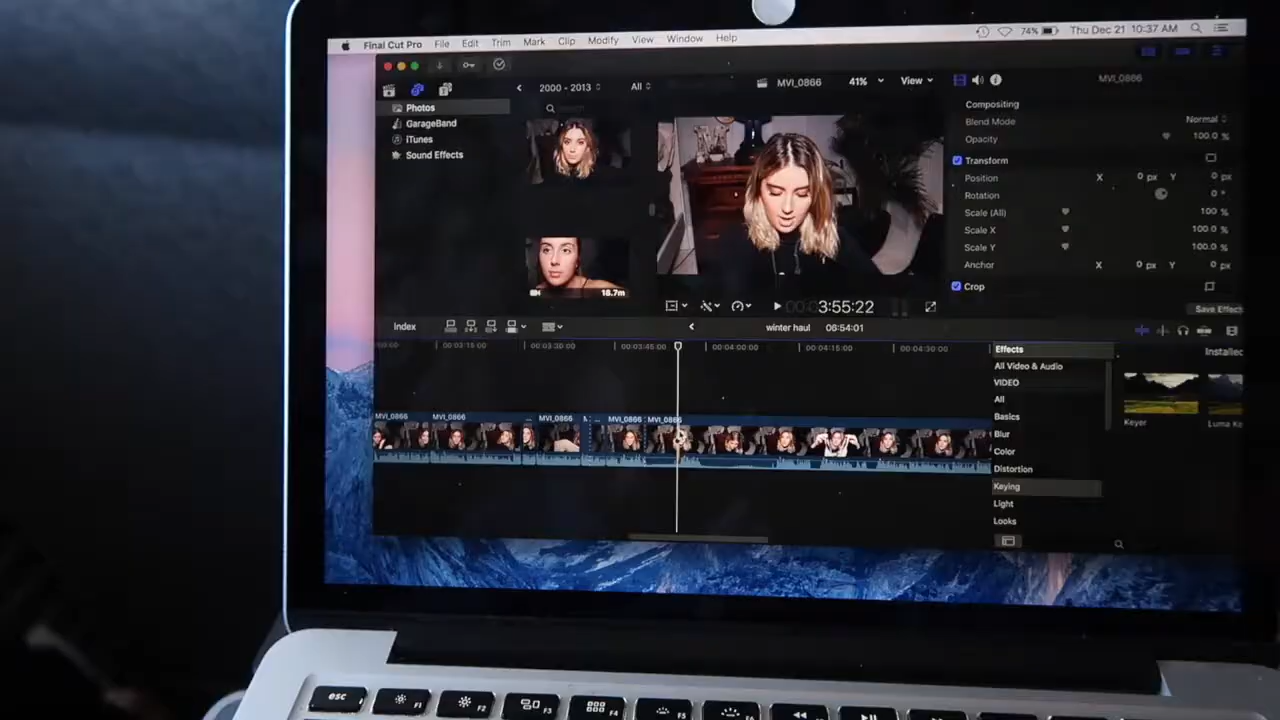 Final Cut Pro File Edit Trim Mark Clip Modify View Window Help 74% Thu Dec 21 10:37 AM
2000 - 2013 All MVI_0866 41% View MVI_0866
Photos
GarageBand
iTunes
Sound Effects
Search
18.7m
Compositing
Blend Mode Normal
Opacity 100.0 %
Transform
Position X 0 px Y 0 px
Rotation 0 °
Scale (All) 100 %
Scale X 100.0 %
Scale Y 100.0 %
Anchor X 0 px Y 0 px
Crop
Save Effects
00:03:55:22
Index winter haul 06:54:01
00:03:15:00 00:03:30:00 00:03:45:00 00:04:00:00 00:04:15:00 00:04:30:00
MVI_0866 MVI_0866 MVI_0866 MVI_0866 MVI_0866
Effects Installed
All Video & Audio
VIDEO
All
Basics
Blur
Color
Distortion
Keying
Light
Looks
Keyer Luma Ke
esc F1 F2 F3 F4 F5 F6